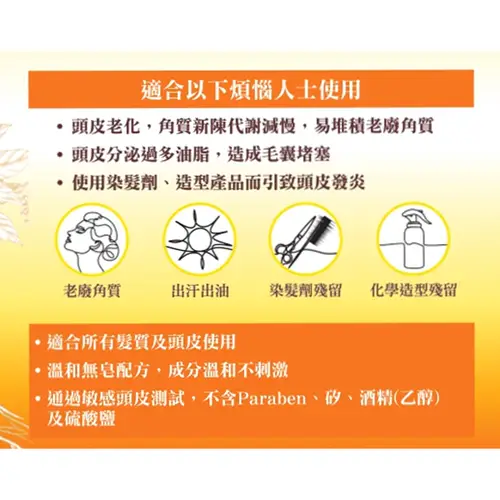 適合以下煩惱人士使用
• 頭皮老化，角質新陳代謝減慢，易堆積老廢角質
• 頭皮分泌過多油脂，造成毛囊堵塞
• 使用染髮劑、造型產品而引致頭皮發炎
老廢角質 出汗出油 染髮劑殘留 化學造型殘留
• 適合所有髮質及頭皮使用
• 溫和無皂配方，成分溫和不刺激
• 通過敏感頭皮測試，不含Paraben、矽、酒精(乙醇)
及硫酸鹽